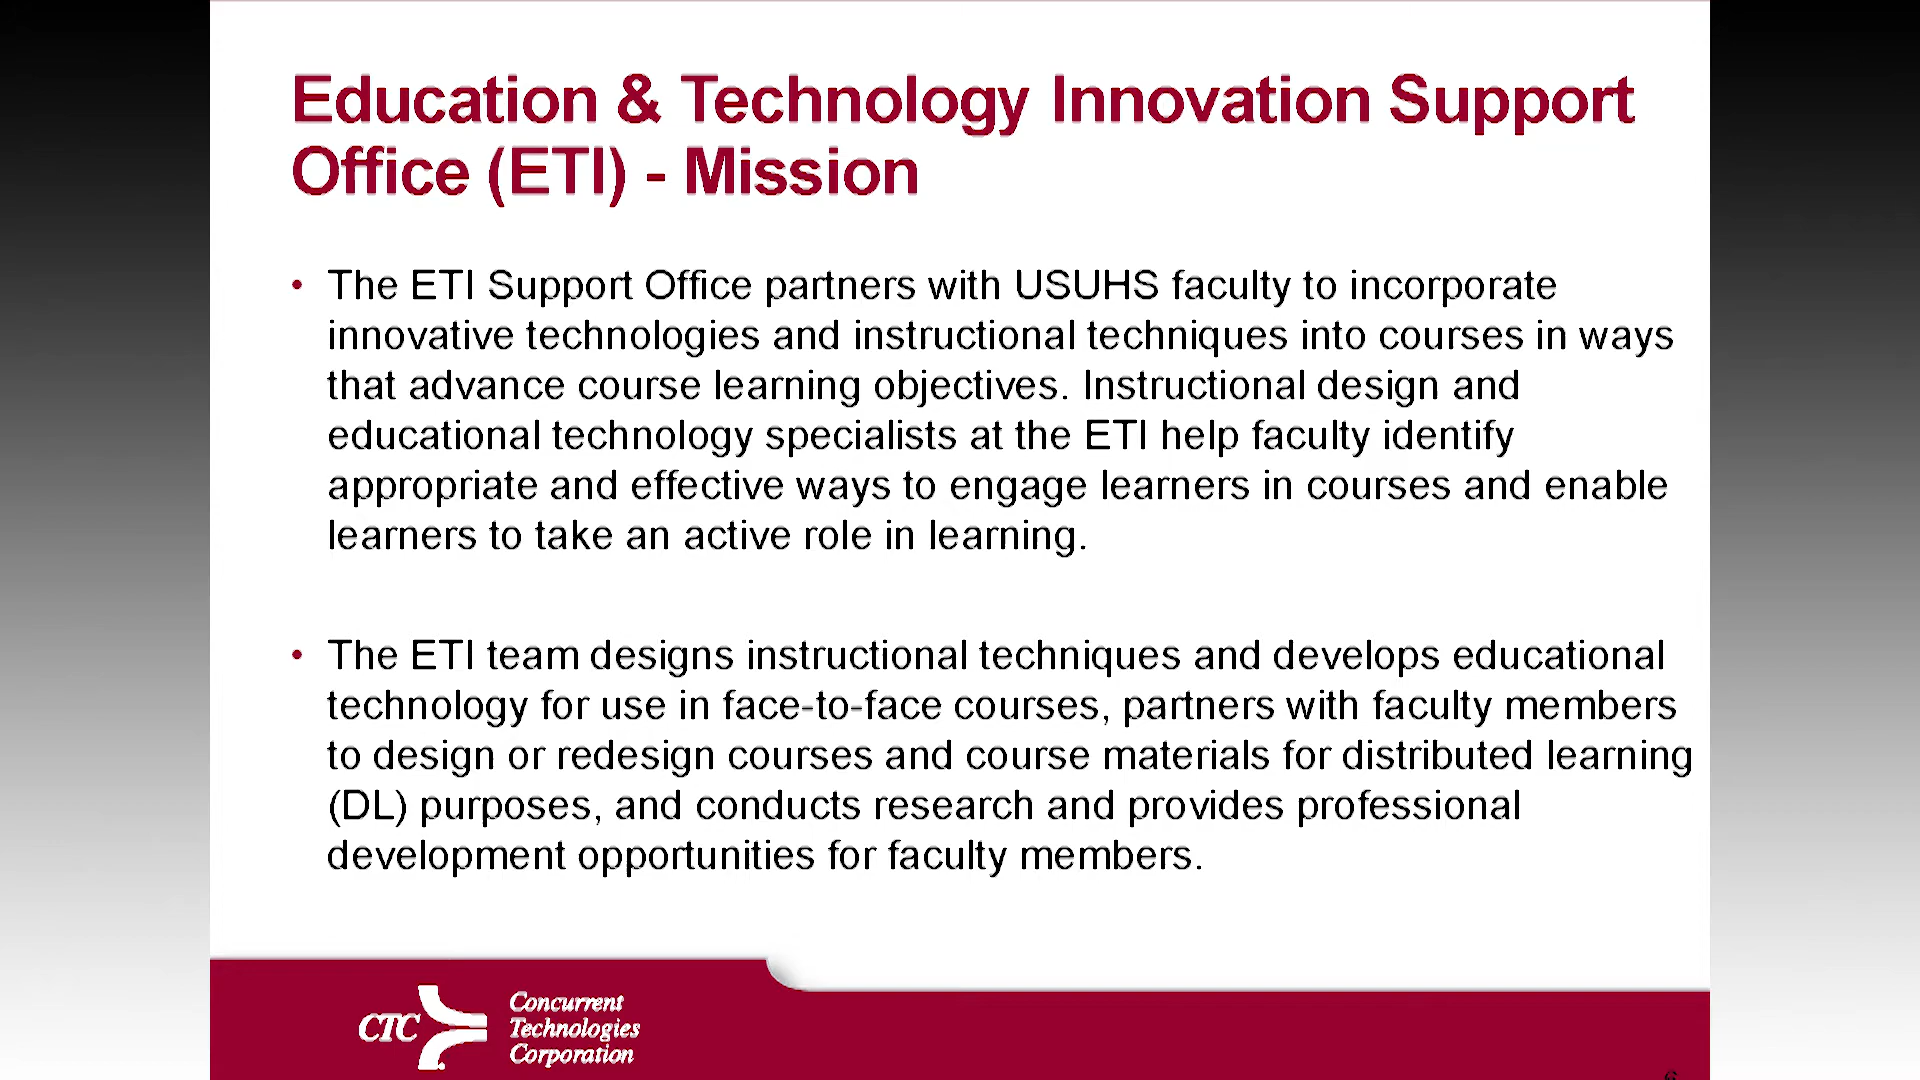 Education & Technology Innovation Support
Office (ETI) - Mission
• The ETI Support Office partners with USUHS faculty to incorporate
innovative technologies and instructional techniques into courses in ways
that advance course learning objectives. Instructional design and
educational technology specialists at the ETI help faculty identify
appropriate and effective ways to engage learners in courses and enable
learners to take an active role in learning.
• The ETI team designs instructional techniques and develops educational
technology for use in face-to-face courses, partners with faculty members
to design or redesign courses and course materials for distributed learning
(DL) purposes, and conducts research and provides professional
development opportunities for faculty members.
CTC
Concurrent
Technologies
Corporation